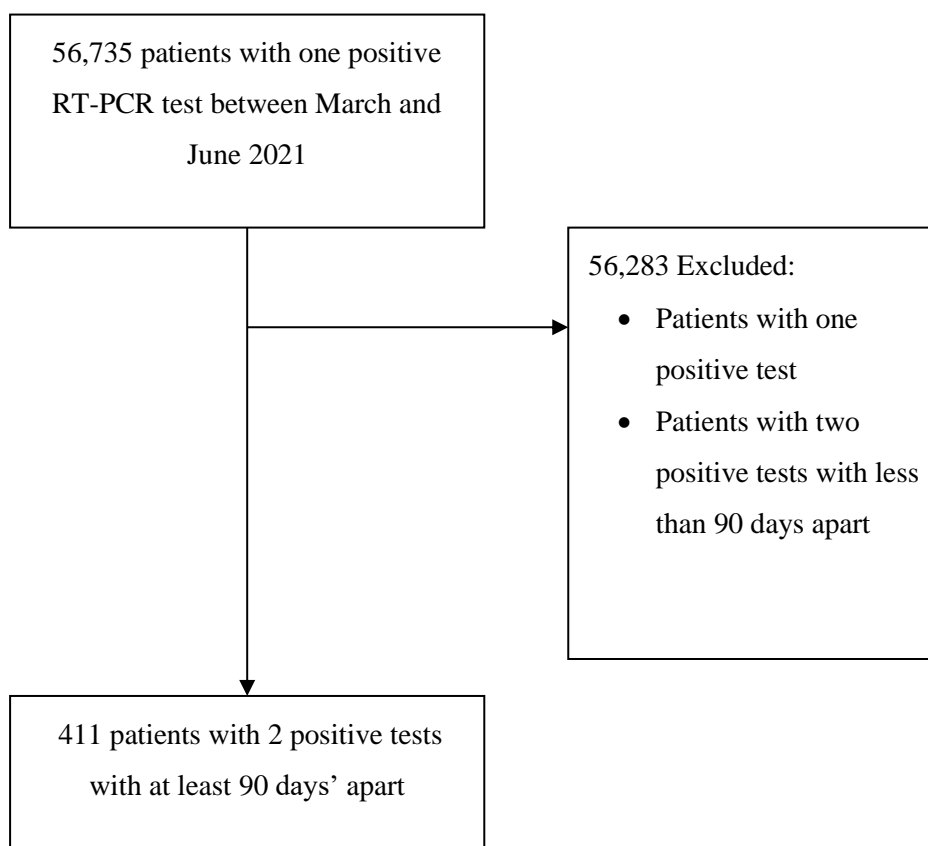 56,735 patients with one positive
RT-PCR test between March and
June 2021
56,283 Excluded:
• Patients with one
positive test
• Patients with two
positive tests with less
than 90 days apart
411 patients with 2 positive tests
with at least 90 days’ apart